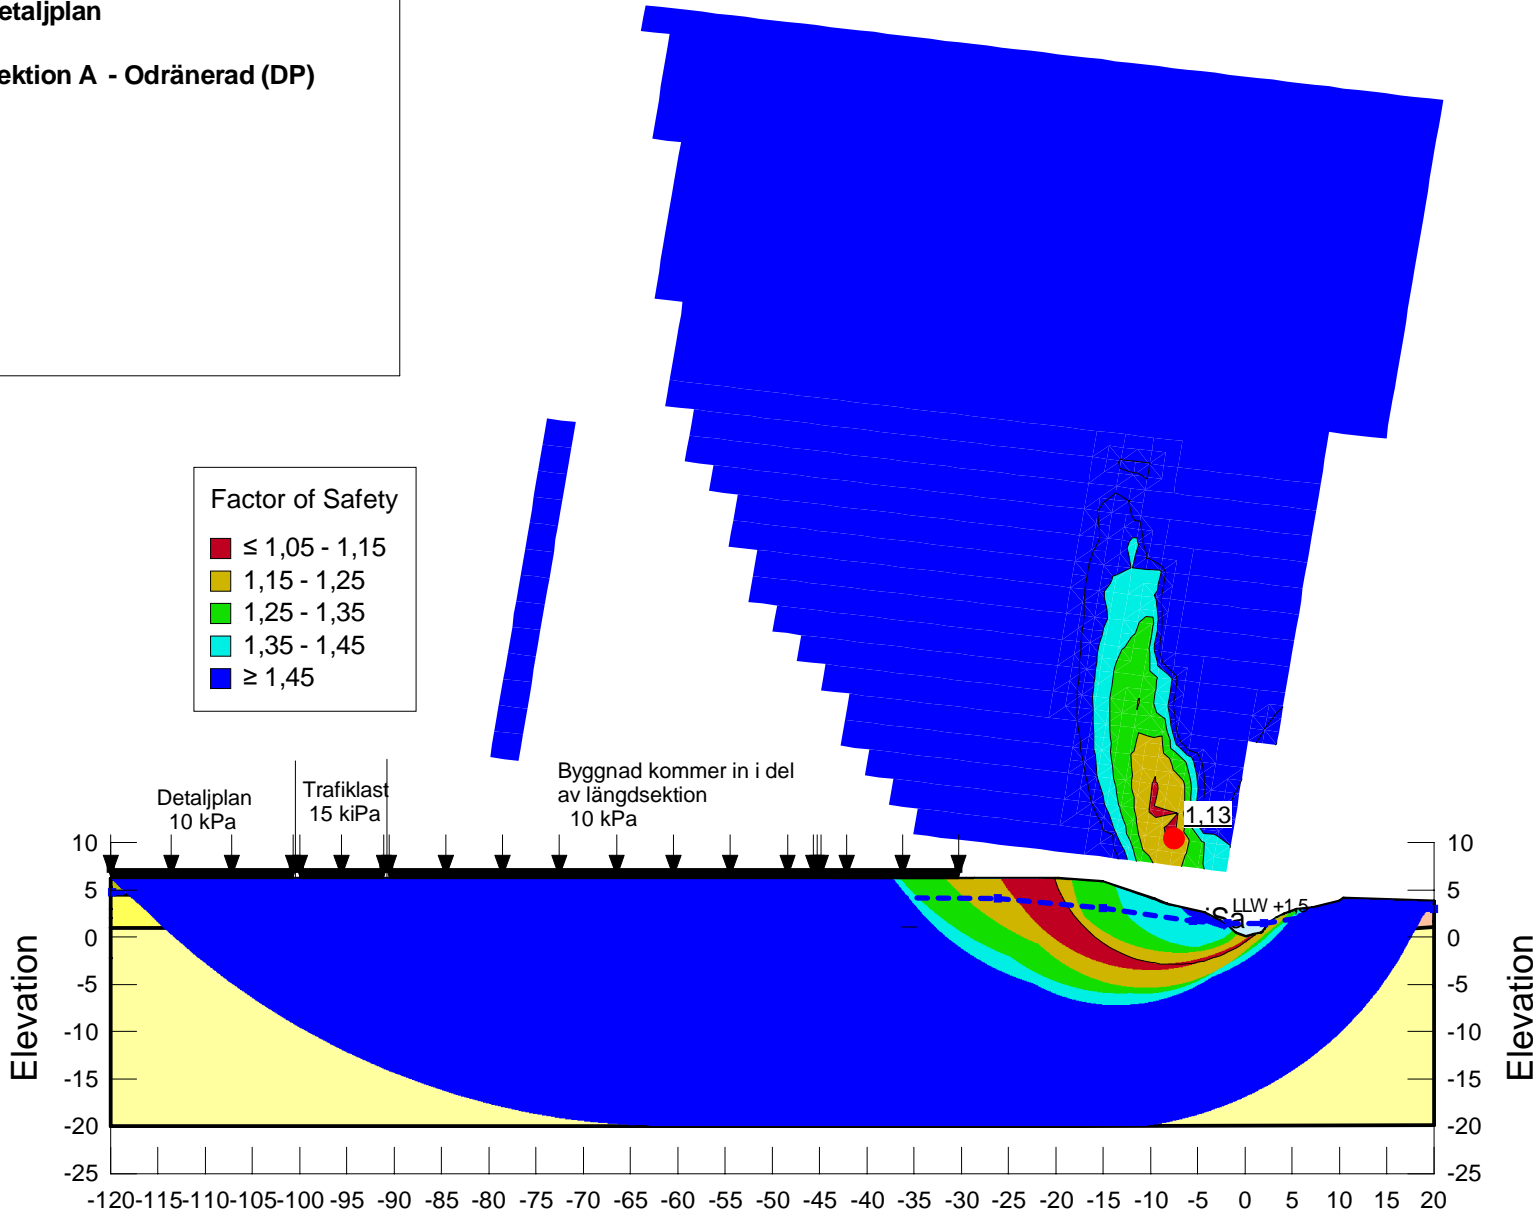 etaljplan
ektion A - Odränerad (DP)
Factor of Safety
≤ 1,05 - 1,15
1,15 - 1,25
1,25 - 1,35
1,35 - 1,45
≥ 1,45
Detaljplan
10 kPa
Trafiklast
15 kiPa
Byggnad kommer in i del
av längdsektion
10 kPa
1,13
LLW +1,5
Elevation
10
5
0
-5
-10
-15
-20
-25
10
5
0
-5
-10
-15
-20
-25
Elevation
-120 -115 -110 -105 -100 -95 -90 -85 -80 -75 -70 -65 -60 -55 -50 -45 -40 -35 -30 -25 -20 -15 -10 -5 0 5 10 15 20